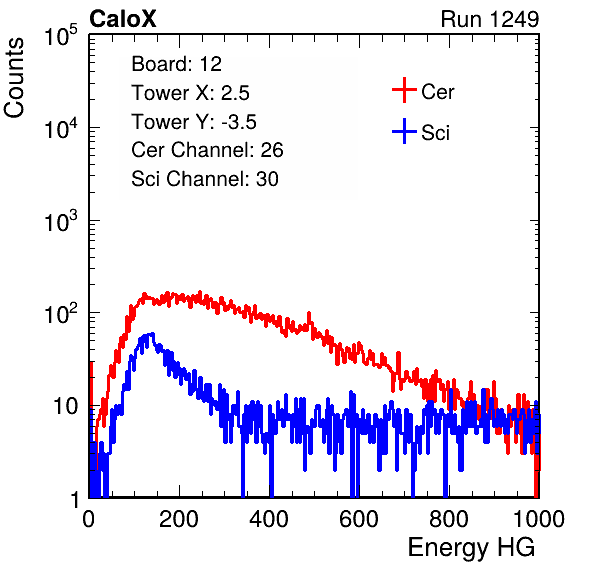 CaloX Run 1249
Counts
10^5
10^4
10^3
10^2
10
1
Board: 12
Tower X: 2.5
Tower Y: -3.5
Cer Channel: 26
Sci Channel: 30
Cer
Sci
0 200 400 600 800 1000
Energy HG